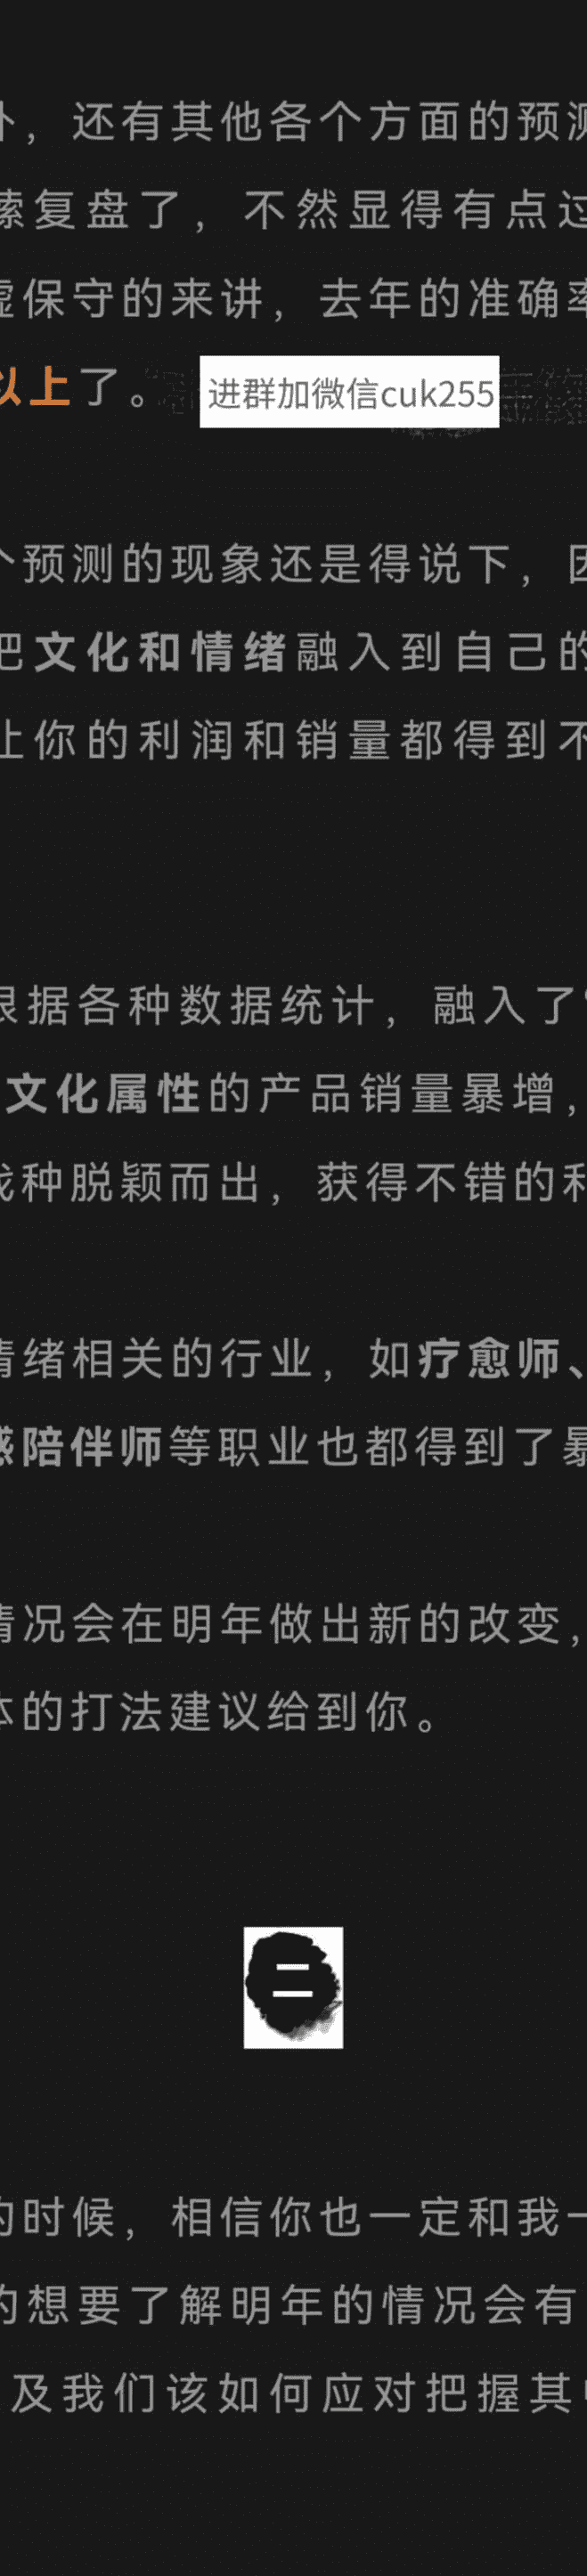 ，还有其他各个方面的预测
索复盘了，不然显得有点过
虚保守的来讲，去年的准确率
以上了。
进群加微信cuk255
个预测的现象还是得说下，因
把文化和情绪融入到自己的
让你的利润和销量都得到不
根据各种数据统计，融入了
文化属性的产品销量暴增，
种脱颖而出，获得不错的利
情绪相关的行业，如疗愈师、
感陪伴师等职业也都得到了暴
情况会在明年做出新的改变，
体的打法建议给到你。
二
的时候，相信你也一定和我一
的想要了解明年的情况会有
及我们该如何应对把握其中